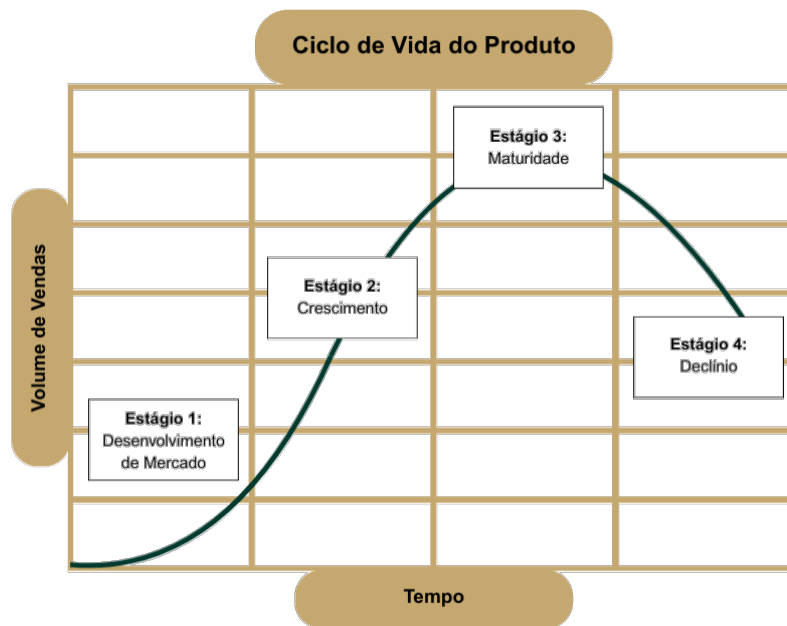 Ciclo de Vida do Produto
Estágio 3:
Maturidade
Volume de Vendas
Estágio 2:
Crescimento
Estágio 4:
Declínio
Estágio 1:
Desenvolvimento
de Mercado
Tempo